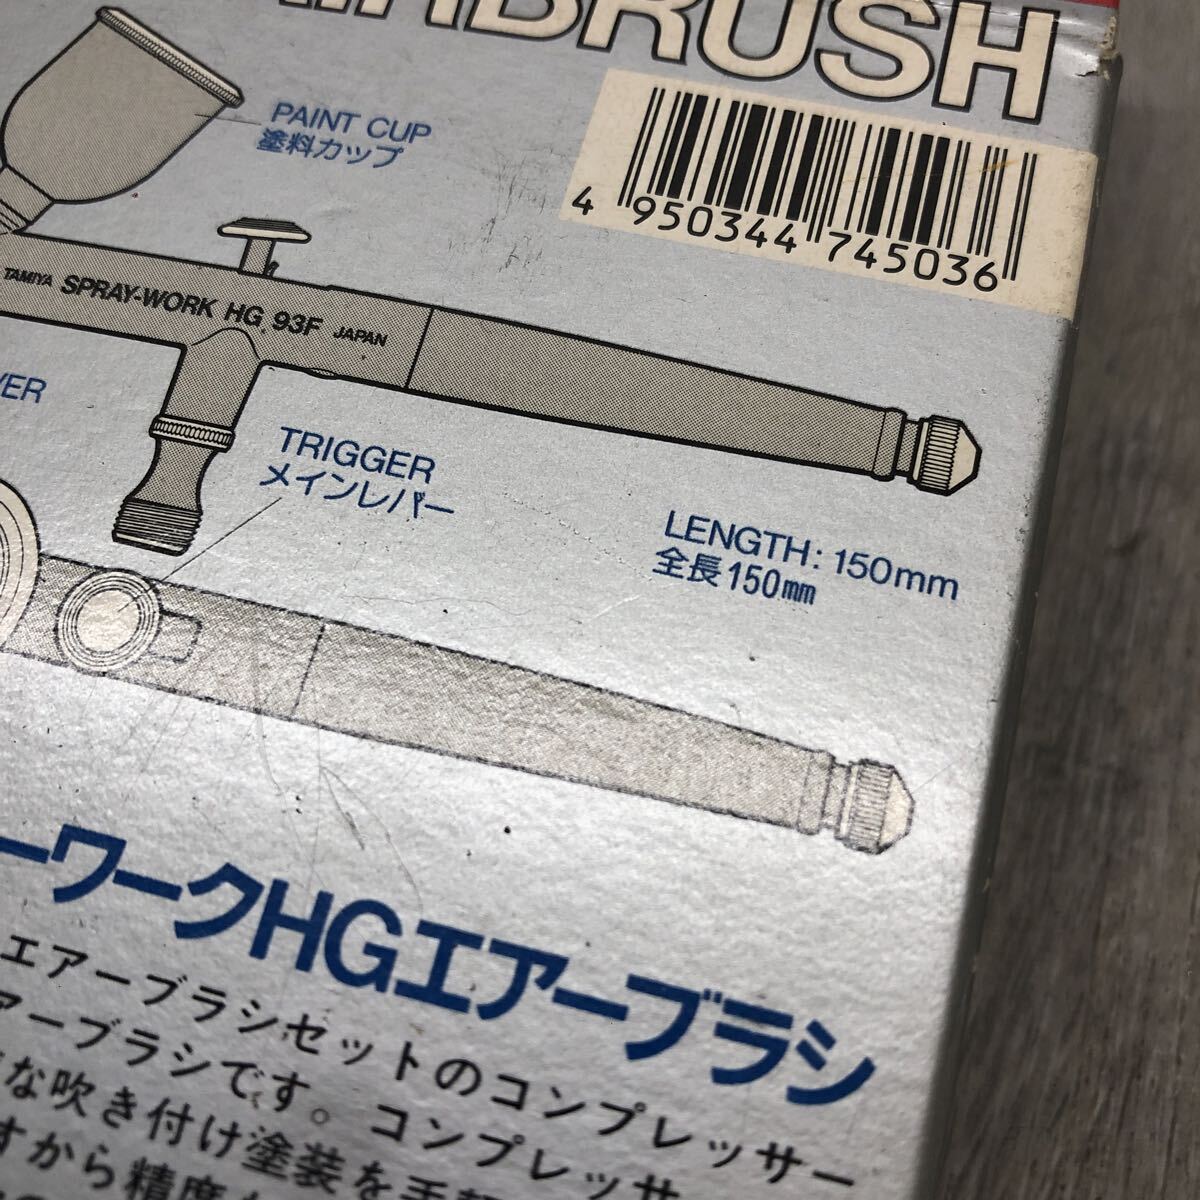 AIRBRUSH
PAINT CUP
塗料カップ
4 950344 745036
TAMIYA SPRAY-WORK HG 93F JAPAN
TRIGGER
メインレバー
LENGTH: 150mm
全長150㎜
ーワークHGエアーブラシ
エアーブラシセットのコンプレッサー
アーブラシです。コンプレッサ
な吹き付け塗装を手軽
すから精度